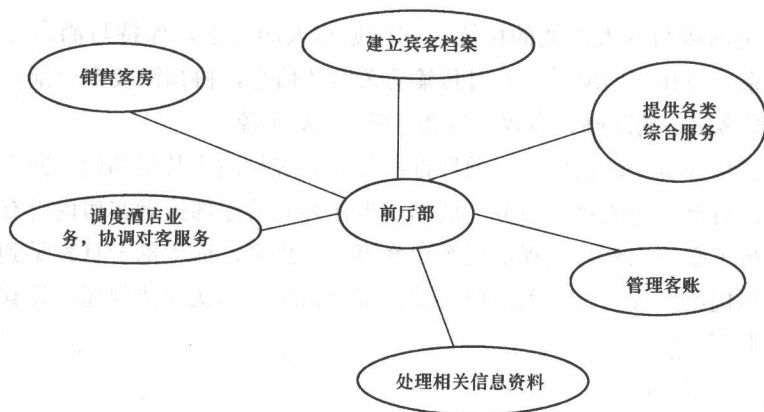 建立宾客档案
销售客房
提供各类
综合服务
前厅部
调度酒店业
务，协调对客服务
管理客账
处理相关信息资料